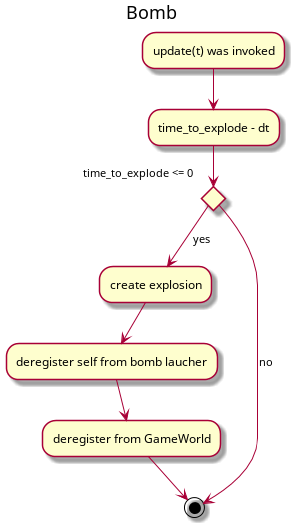 Bomb
update(t) was invoked
time_to_explode - dt
time_to_explode <= 0
yes
create explosion
no
deregister self from bomb laucher
deregister from GameWorld